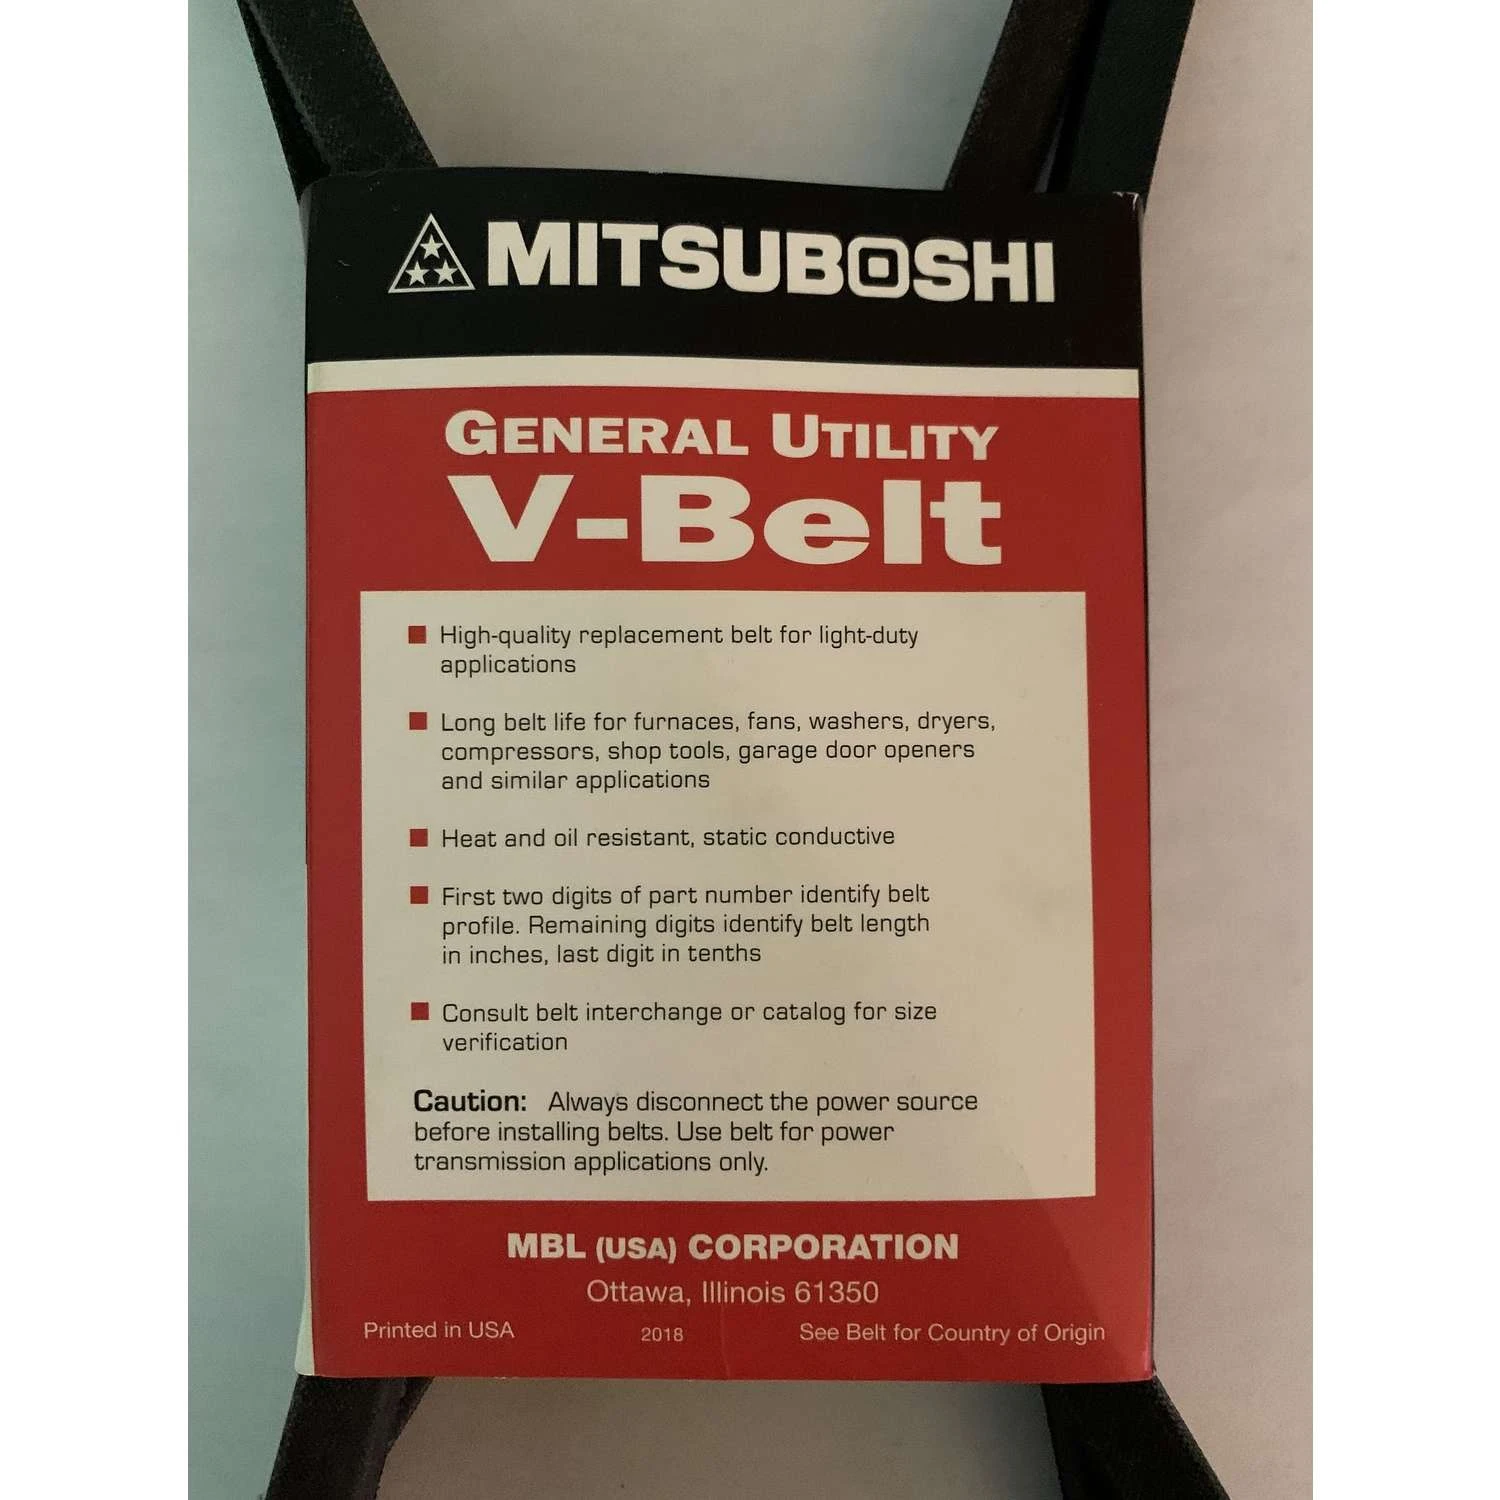 MITSUBOSHI
GENERAL UTILITY
V-Belt
High-quality replacement belt for light-duty
applications
Long belt life for furnaces, fans, washers, dryers,
compressors, shop tools, garage door openers
and similar applications
Heat and oil resistant, static conductive
First two digits of part number identify belt
profile. Remaining digits identify belt length
in inches, last digit in tenths
Consult belt interchange or catalog for size
verification
Caution: Always disconnect the power source
before installing belts. Use belt for power
transmission applications only.
MBL (USA) CORPORATION
Ottawa, Illinois 61350
Printed in USA 2018 See Belt for Country of Origin